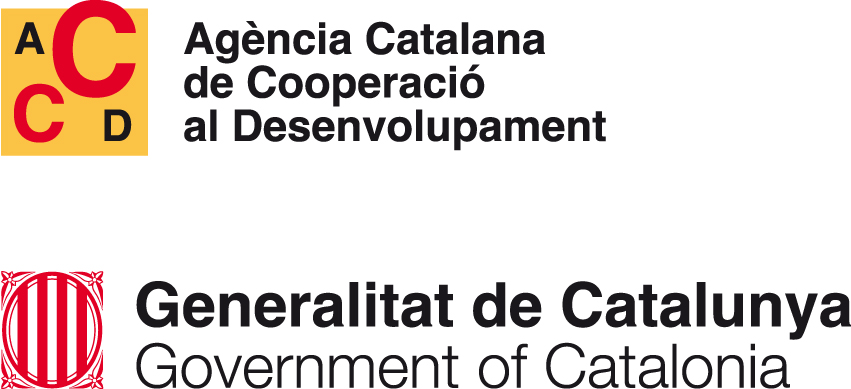 A C
C D
Agència Catalana
de Cooperació
al Desenvolupament
Generalitat de Catalunya
Government of Catalonia